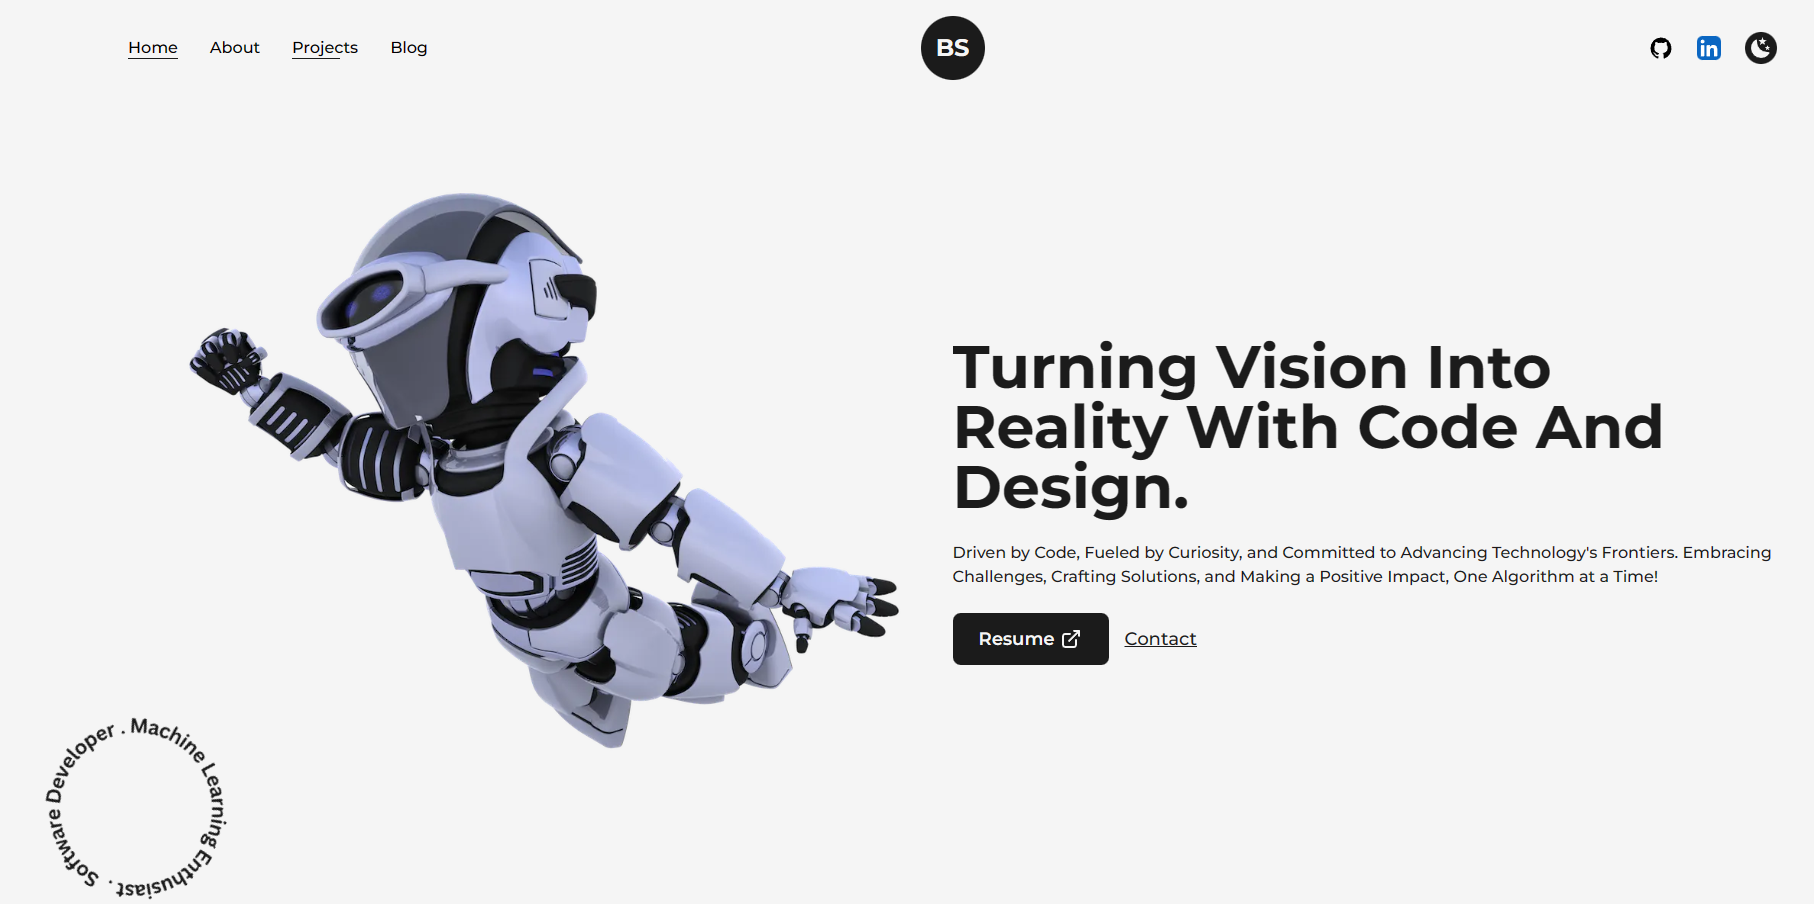 Home About Projects Blog
BS
in
Turning Vision Into
Reality With Code And
Design.
Driven by Code, Fueled by Curiosity, and Committed to Advancing Technology's Frontiers. Embracing
Challenges, Crafting Solutions, and Making a Positive Impact, One Algorithm at a Time!
Resume Contact
Software Developer . Machine Learning Enthusiast .